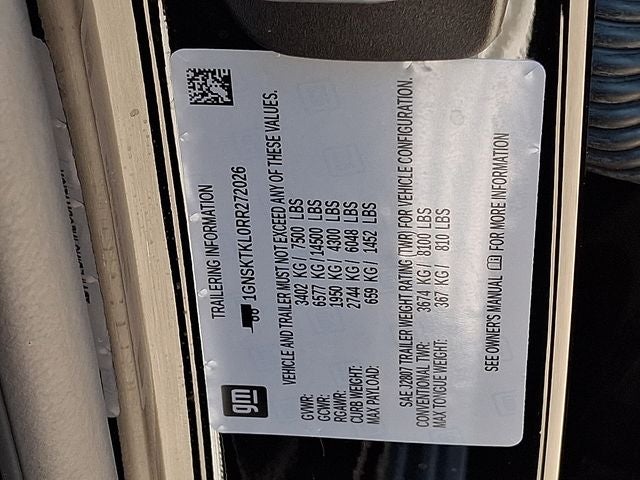 TRAILERING INFORMATION
1GNSKTKL0RR272026
VEHICLE AND TRAILER MUST NOT EXCEED ANY OF THESE VALUES.
GVWR: 3402 KG/ 7500 LBS
GCWR: 6577 KG/ 14500 LBS
RGAWR: 1950 KG/ 4300 LBS
CURB WEIGHT: 2744 KG/ 6048 LBS
MAX PAYLOAD: 659 KG/ 1452 LBS
SAE J2807 TRAILER WEIGHT RATING (TWR) FOR VEHICLE CONFIGURATION.
CONVENTIONAL TWR: 3674 KG/ 8100 LBS
MAX TONGUE WEIGHT: 367 KG/ 810 LBS
SEE OWNER'S MANUAL FOR MORE INFORMATION
gm